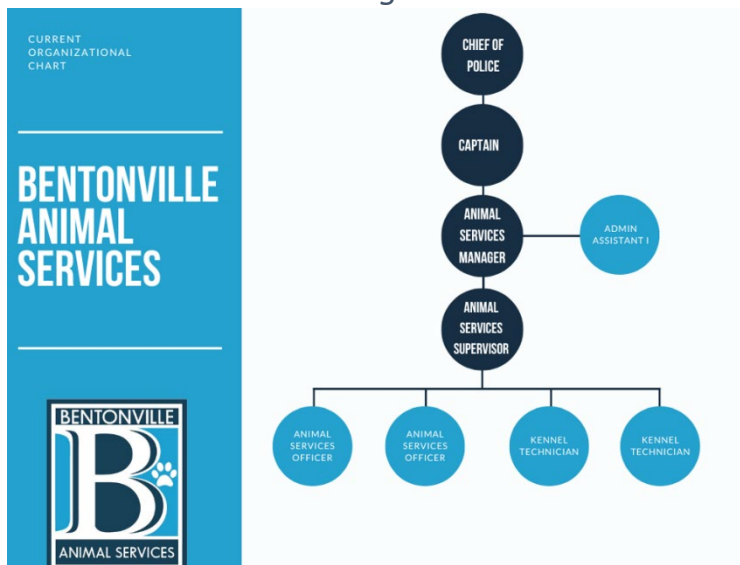 CURRENT
ORGANIZATIONAL
CHART
BENTONVILLE
ANIMAL
SERVICES
BENTONVILLE
B
ANIMAL SERVICES
CHIEF OF
POLICE
CAPTAIN
ANIMAL
SERVICES
MANAGER
ADMIN
ASSISTANT I
ANIMAL
SERVICES
SUPERVISOR
ANIMAL
SERVICES
OFFICER
ANIMAL
SERVICES
OFFICER
KENNEL
TECHNICIAN
KENNEL
TECHNICIAN